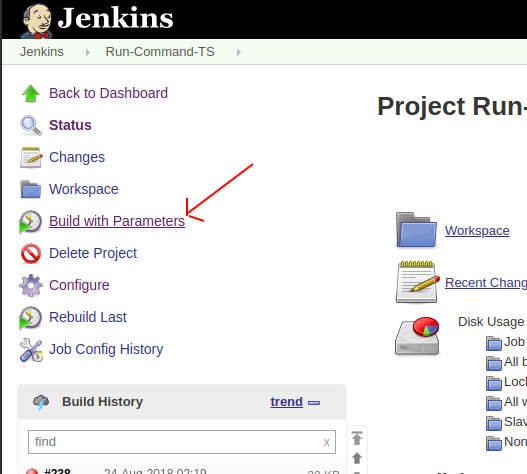 Jenkins
Jenkins Run-Command-TS
Back to Dashboard
Status
Changes
Workspace
Build with Parameters
Delete Project
Configure
Rebuild Last
Job Config History
Build History trend
find x
#238 24-Aug-2018 02:19
Project Run-
Workspace
Recent Chang
Disk Usage
Job
All b
Lock
All w
Slav
Non